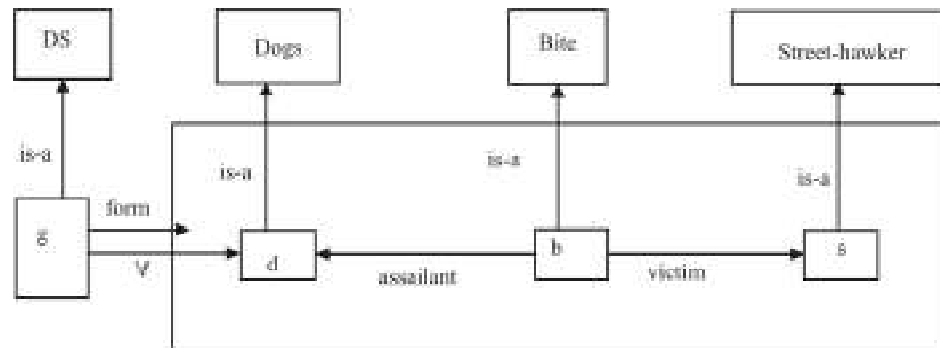 DS
Dogs
Bite
Street-hawker
is-a
is-a
is-a
is-a
form
g
∀
d
assailant
b
victim
s